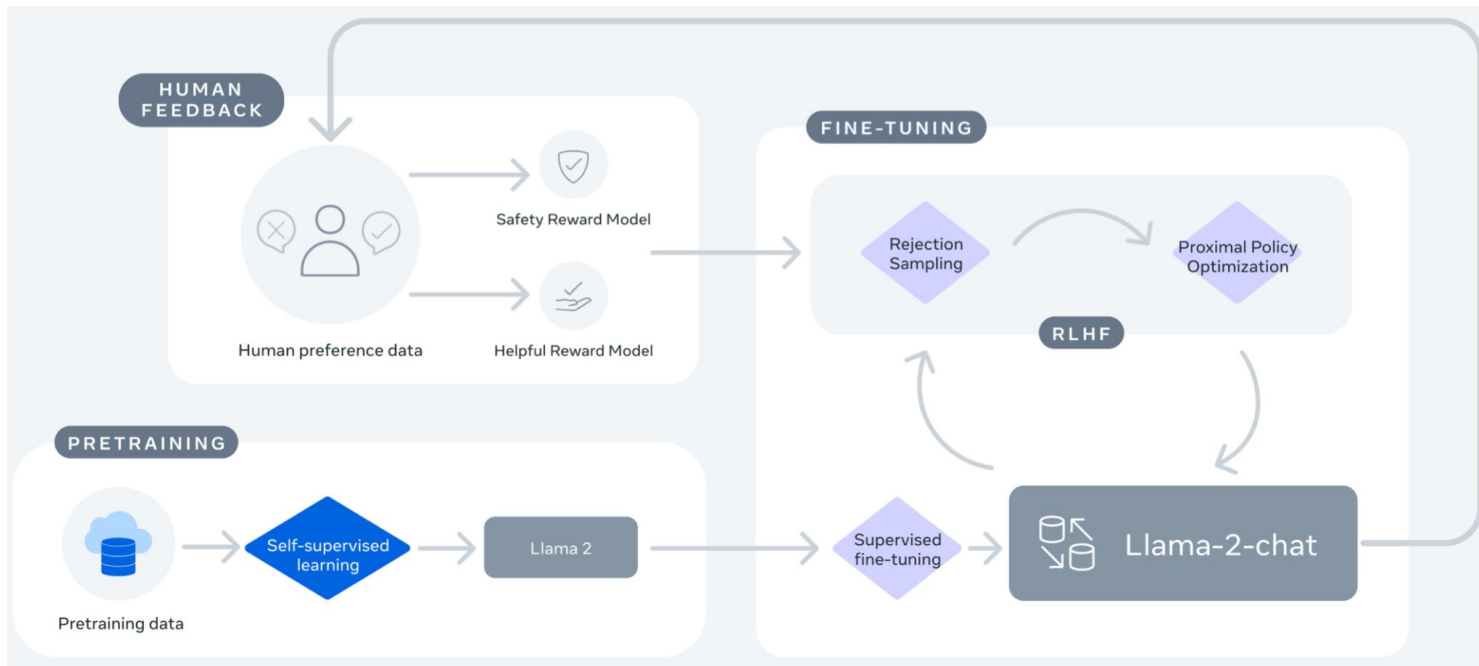 HUMAN
FEEDBACK
Safety Reward Model
Human preference data
Helpful Reward Model
FINE-TUNING
Rejection
Sampling
Proximal Policy
Optimization
RLHF
PRETRAINING
Pretraining data
Self-supervised
learning
Llama 2
Supervised
fine-tuning
Llama-2-chat